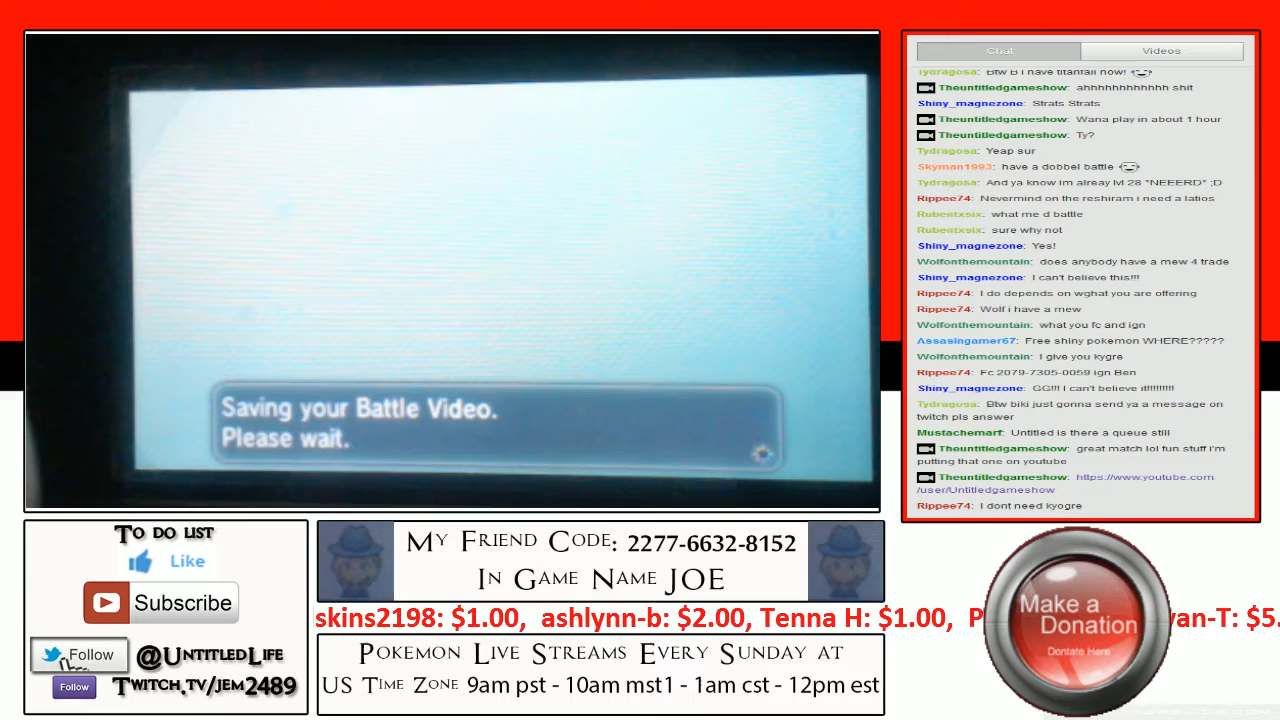 Chat
Videos
Tydragosa: Btw B I have titanfall now!
Theuntitledgameshow: ahhhhhhhhhhhh shit
Shiny_magnezone: Strats Strats
Theuntitledgameshow: Wana play in about 1 hour
Theuntitledgameshow: Ty?
Tydragosa: Yeap sur
Skyman1993: have a dobbel battle
Tydragosa: And ya know im alreay lvl 28 *NEEERD* ;D
Rippee74: Nevermind on the reshiram i need a latios
Rubentxsix: what me d battle
Rubentxsix: sure why not
Shiny_magnezone: Yes!
Wolfonthemountain: does anybody have a mew 4 trade
Shiny_magnezone: I can't believe this!!!
Rippee74: I do depends on wghat you are offering
Rippee74: Wolf i have a mew
Wolfonthemountain: what you fc and ign
Assasingamer67: Free shiny pokemon WHERE?????
Wolfonthemountain: I give you kygre
Rippee74: Fc 2079-7305-0059 ign Ben
Shiny_magnezone: GG!!! I can't believe it!!!!!!!!!
Tydragosa: Btw biki just gonna send ya a message on
twitch pls answer
Mustachemarf: Untitled is there a queue still
Theuntitledgameshow: great match lol fun stuff i'm
putting that one on youtube
Theuntitledgameshow: https://www.youtube.com
/user/Untitledgameshow
Rippee74: I dont need kyogre
Saving your Battle Video.
Please wait.
To do list
Like
Subscribe
Follow
@UntitledLife
Follow
Twitch.tv/jem2489
My Friend Code: 2277-6632-8152
In Game Name JOE
skins2198: $1.00, ashlynn-b: $2.00, Tenna H: $1.00, P
van-T: $5.
Pokemon Live Streams Every Sunday at
US Time Zone 9am pst - 10am mst1 - 1am cst - 12pm est
Make a
Donation
Dontate Here